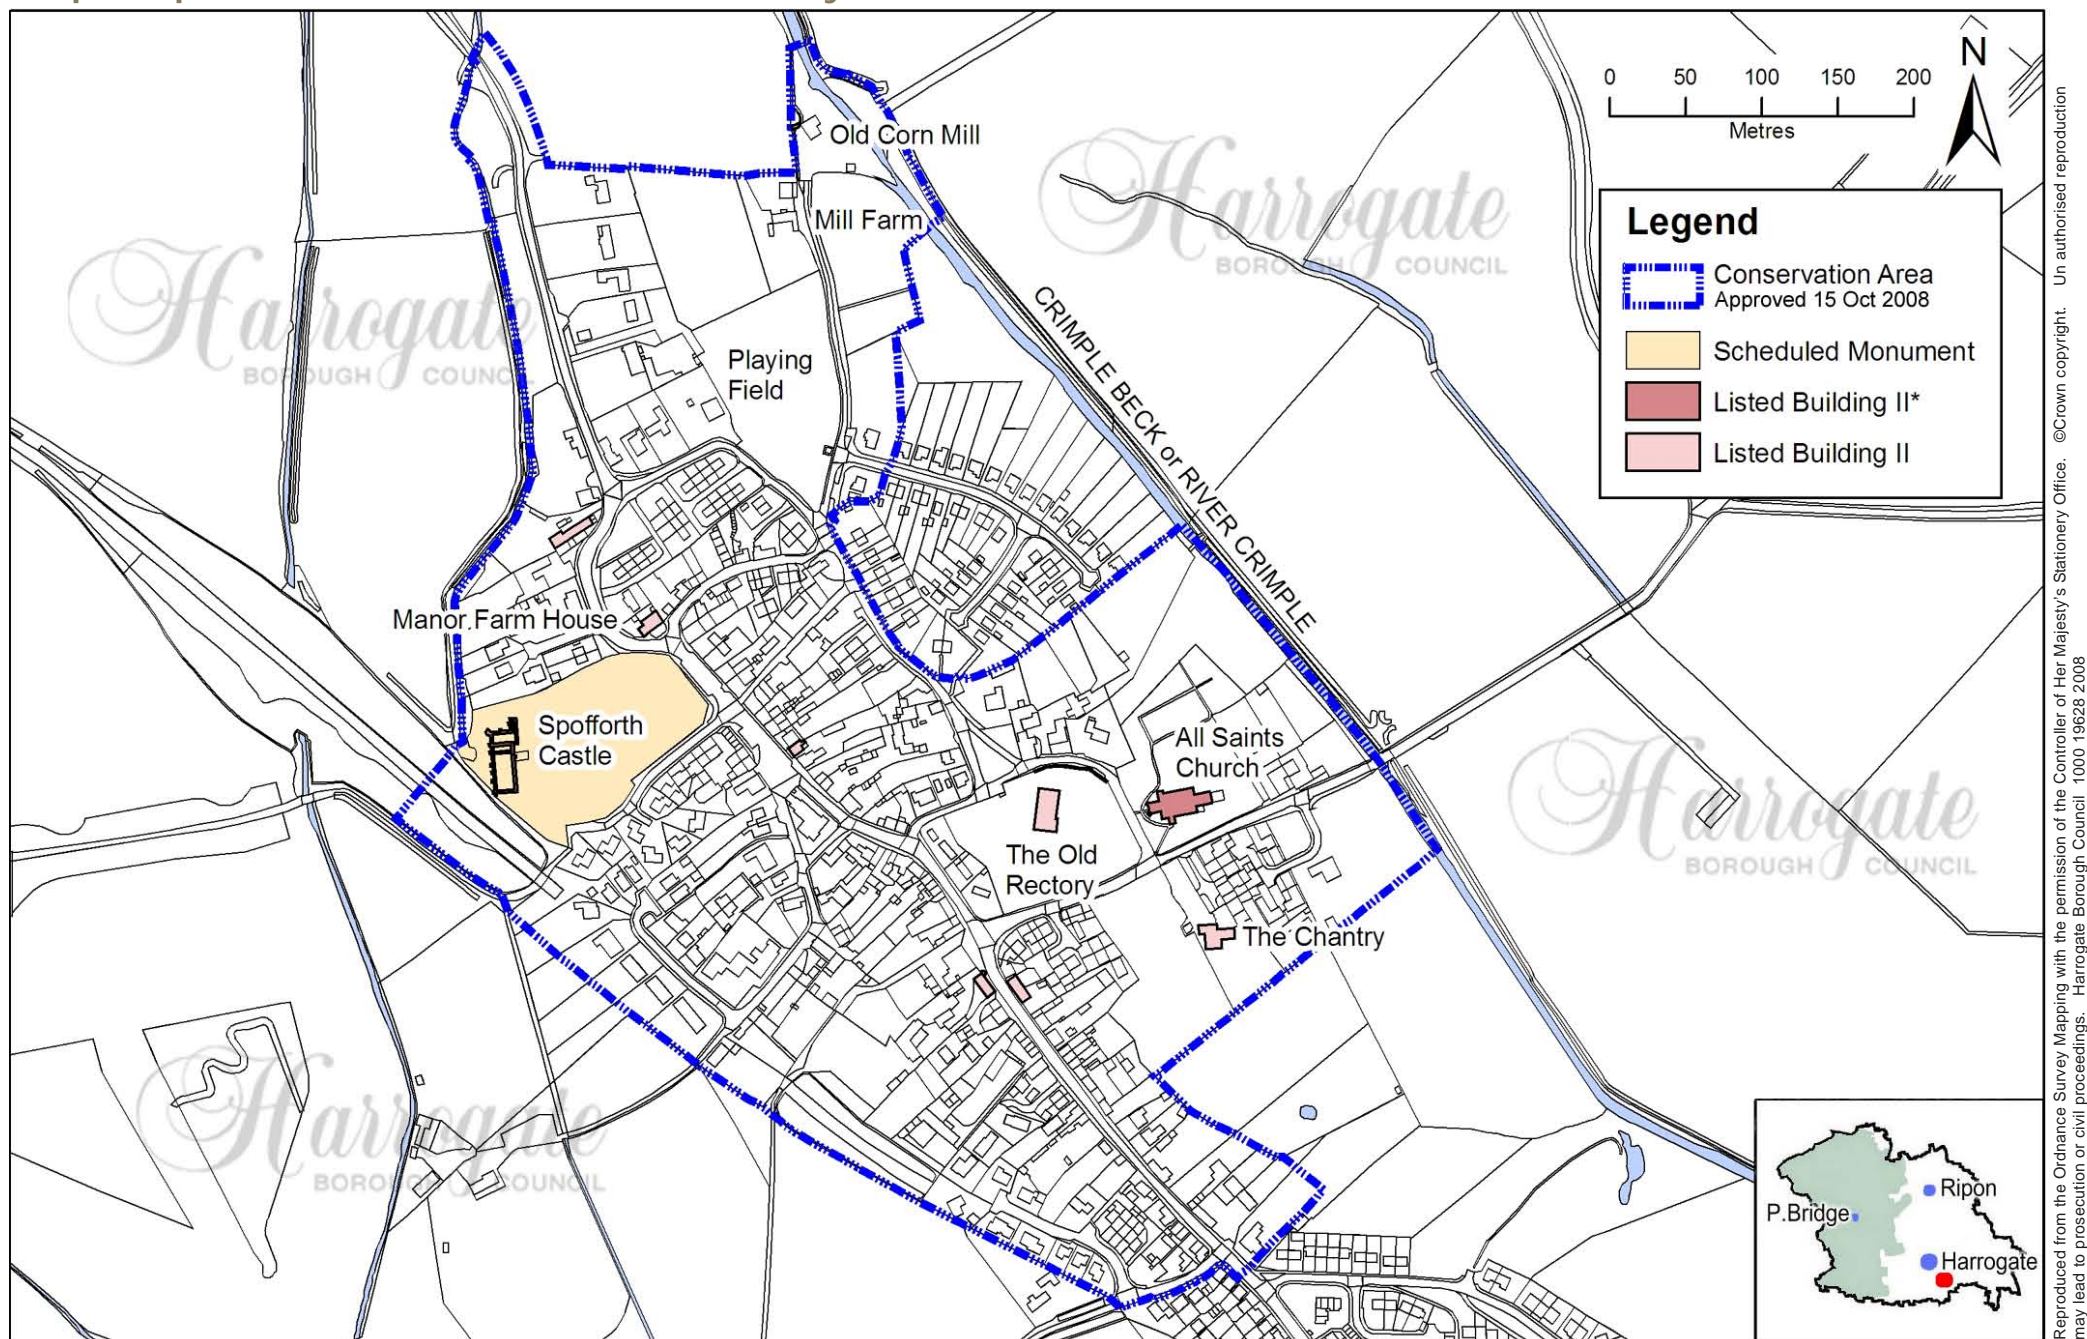 N
0 50 100 150 200
Metres
Legend
Conservation Area
Approved 15 Oct 2008
Scheduled Monument
Listed Building II*
Listed Building II
Old Corn Mill
Mill Farm
CRIMPLE BECK or RIVER CRIMPLE
Playing
Field
Manor Farm House
Spofforth
Castle
All Saints
Church
The Old
Rectory
The Chantry
Harrogate
BOROUGH COUNCIL
Harrogate
BOROUGH COUNCIL
Harrogate
BOROUGH COUNCIL
Harrogate
BOROUGH COUNCIL
Ripon
P.Bridge
Harrogate
Reproduced from the Ordnance Survey Mapping with the permission of the Controller of Her Majesty's Stationery Office. ©Crown copyright. Un authorised reproduction
may lead to prosecution or civil proceedings. Harrogate Borough Council 1000 19628 2008